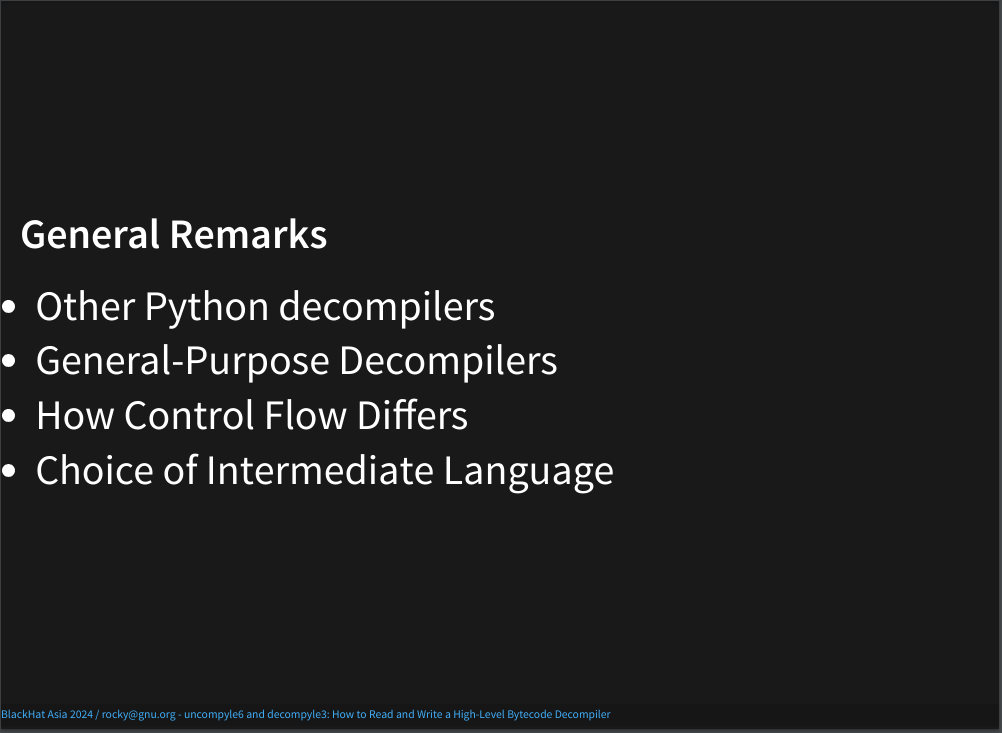 General Remarks
• Other Python decompilers
• General-Purpose Decompilers
• How Control Flow Differs
• Choice of Intermediate Language
BlackHat Asia 2024 / rocky@gnu.org - uncompyle6 and decompyle3: How to Read and Write a High-Level Bytecode Decompiler